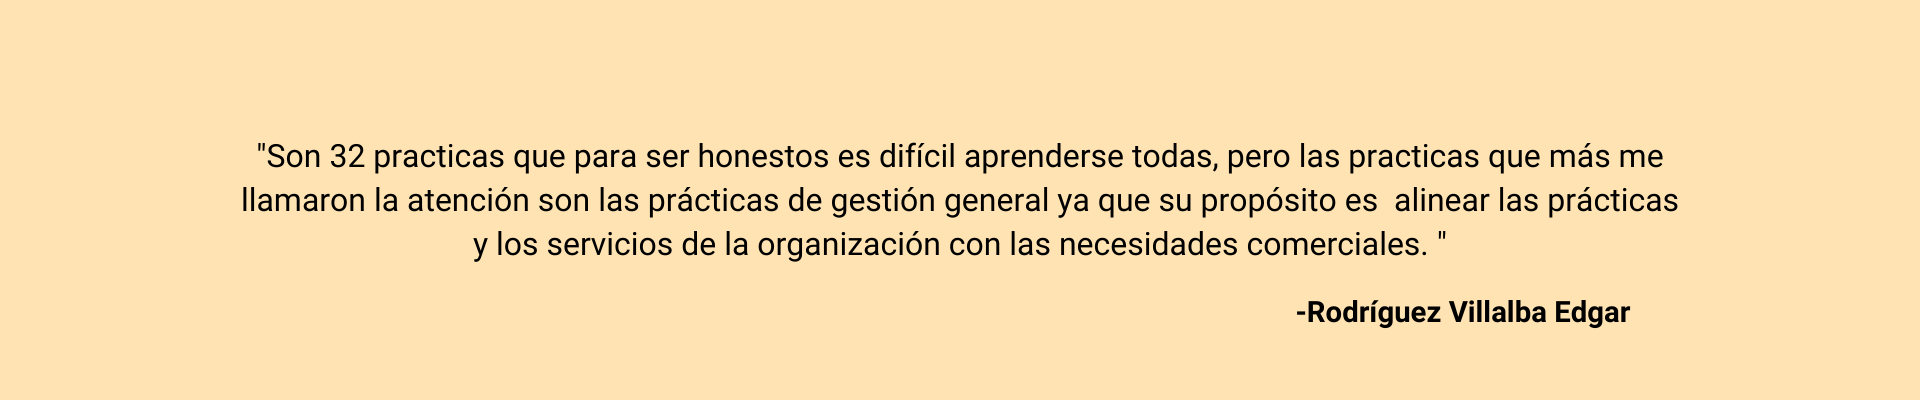 "Son 32 practicas que para ser honestos es difícil aprenderse todas, pero las practicas que más me
llamaron la atención son las prácticas de gestión general ya que su propósito es  alinear las prácticas
y los servicios de la organización con las necesidades comerciales. "
-Rodríguez Villalba Edgar